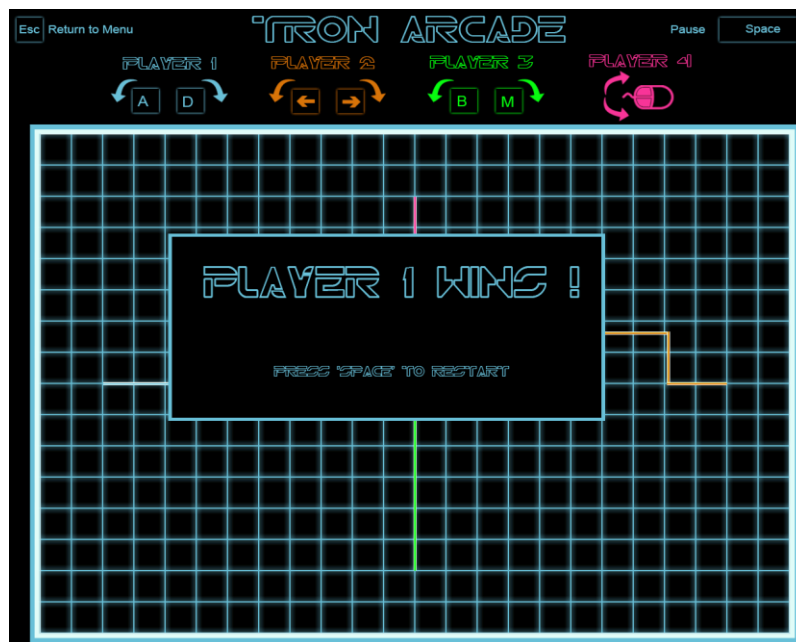 Esc Return to Menu
TRON ARCADE
Pause Space
PLAYER 1
PLAYER 2
PLAYER 3
PLAYER 4
A D
B M
PLAYER 1 WINS !
PRESS 'SPACE' TO RESTART